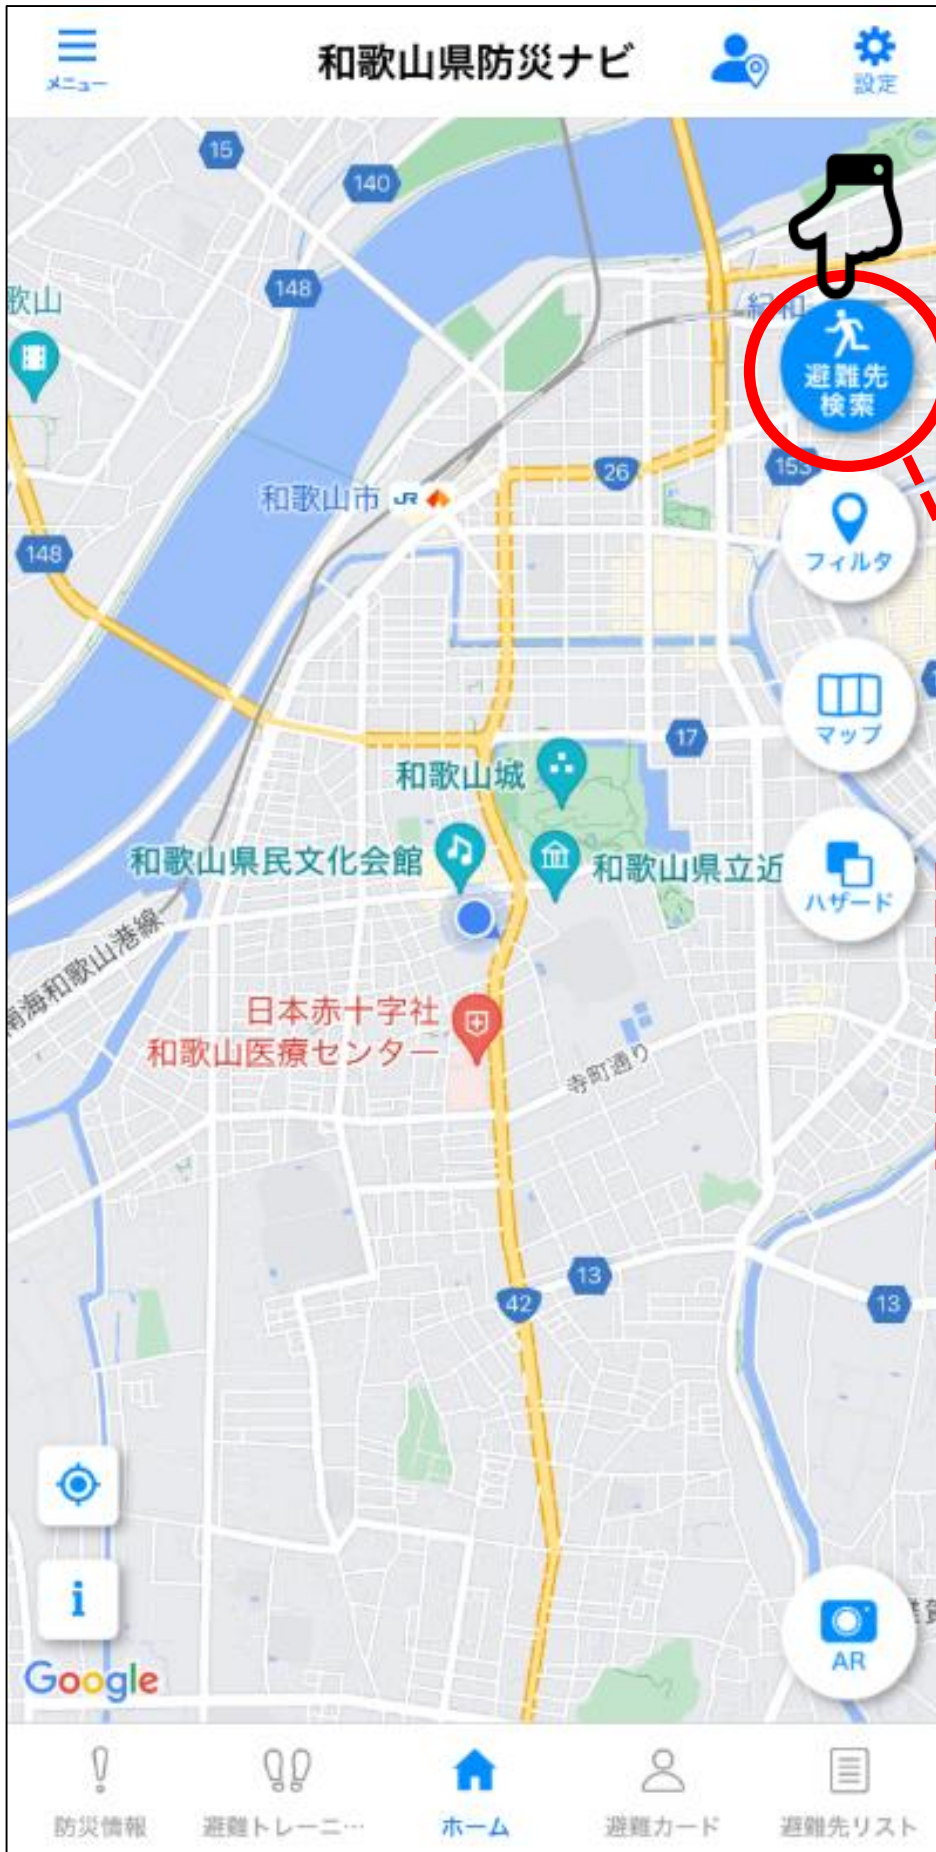 和歌山県防災ナビ
メニュー
設定
15
140
148
歌山
紀和
避難先
検索
26
153
和歌山市 JR
148
フィルタ
マップ
17
和歌山城
和歌山県民文化会館
和歌山県立近
ハザード
南海和歌山港線
日本赤十字社
和歌山医療センター
寺町通り
13
42
13
i
Google
AR
防災情報
避難トレーニ…
ホーム
避難カード
避難先リスト